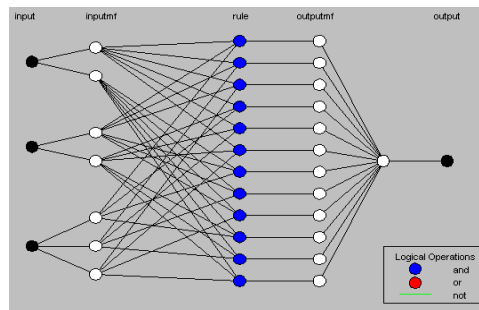 input inputmf rule outputmf output
Logical Operations
and
or
not